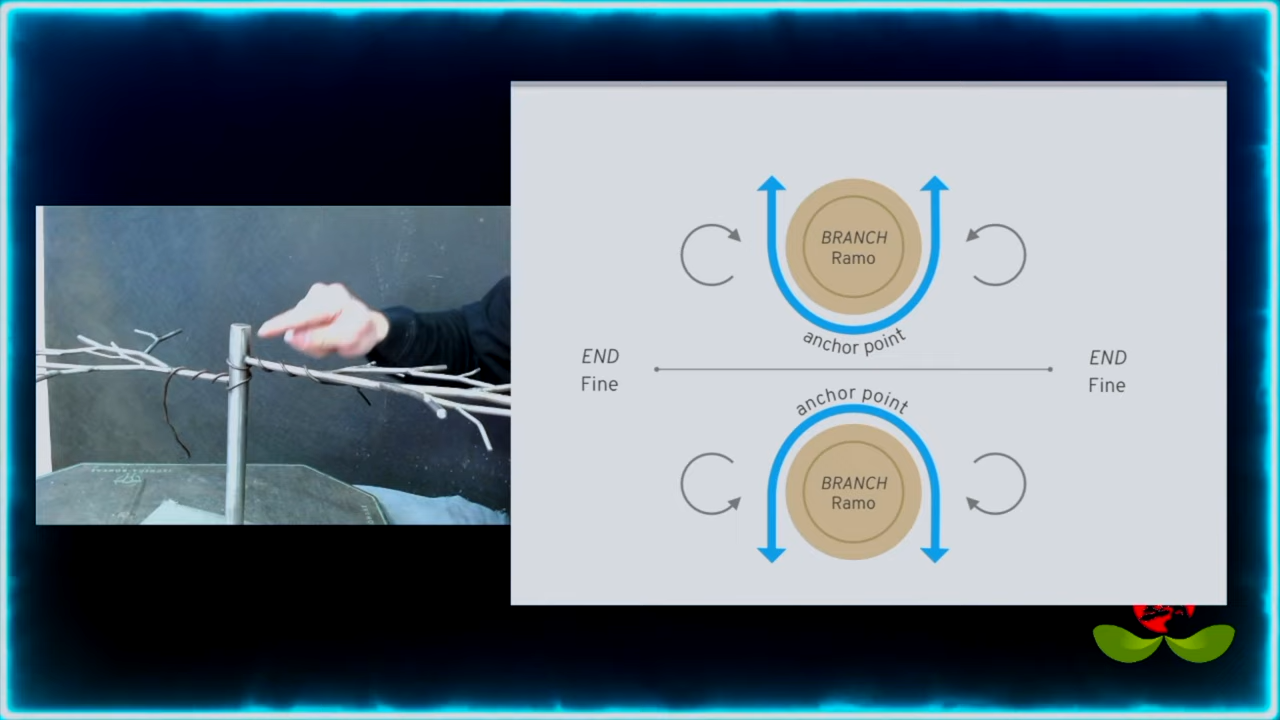 BRANCH
Ramo
anchor point
END
Fine
END
Fine
anchor point
BRANCH
Ramo